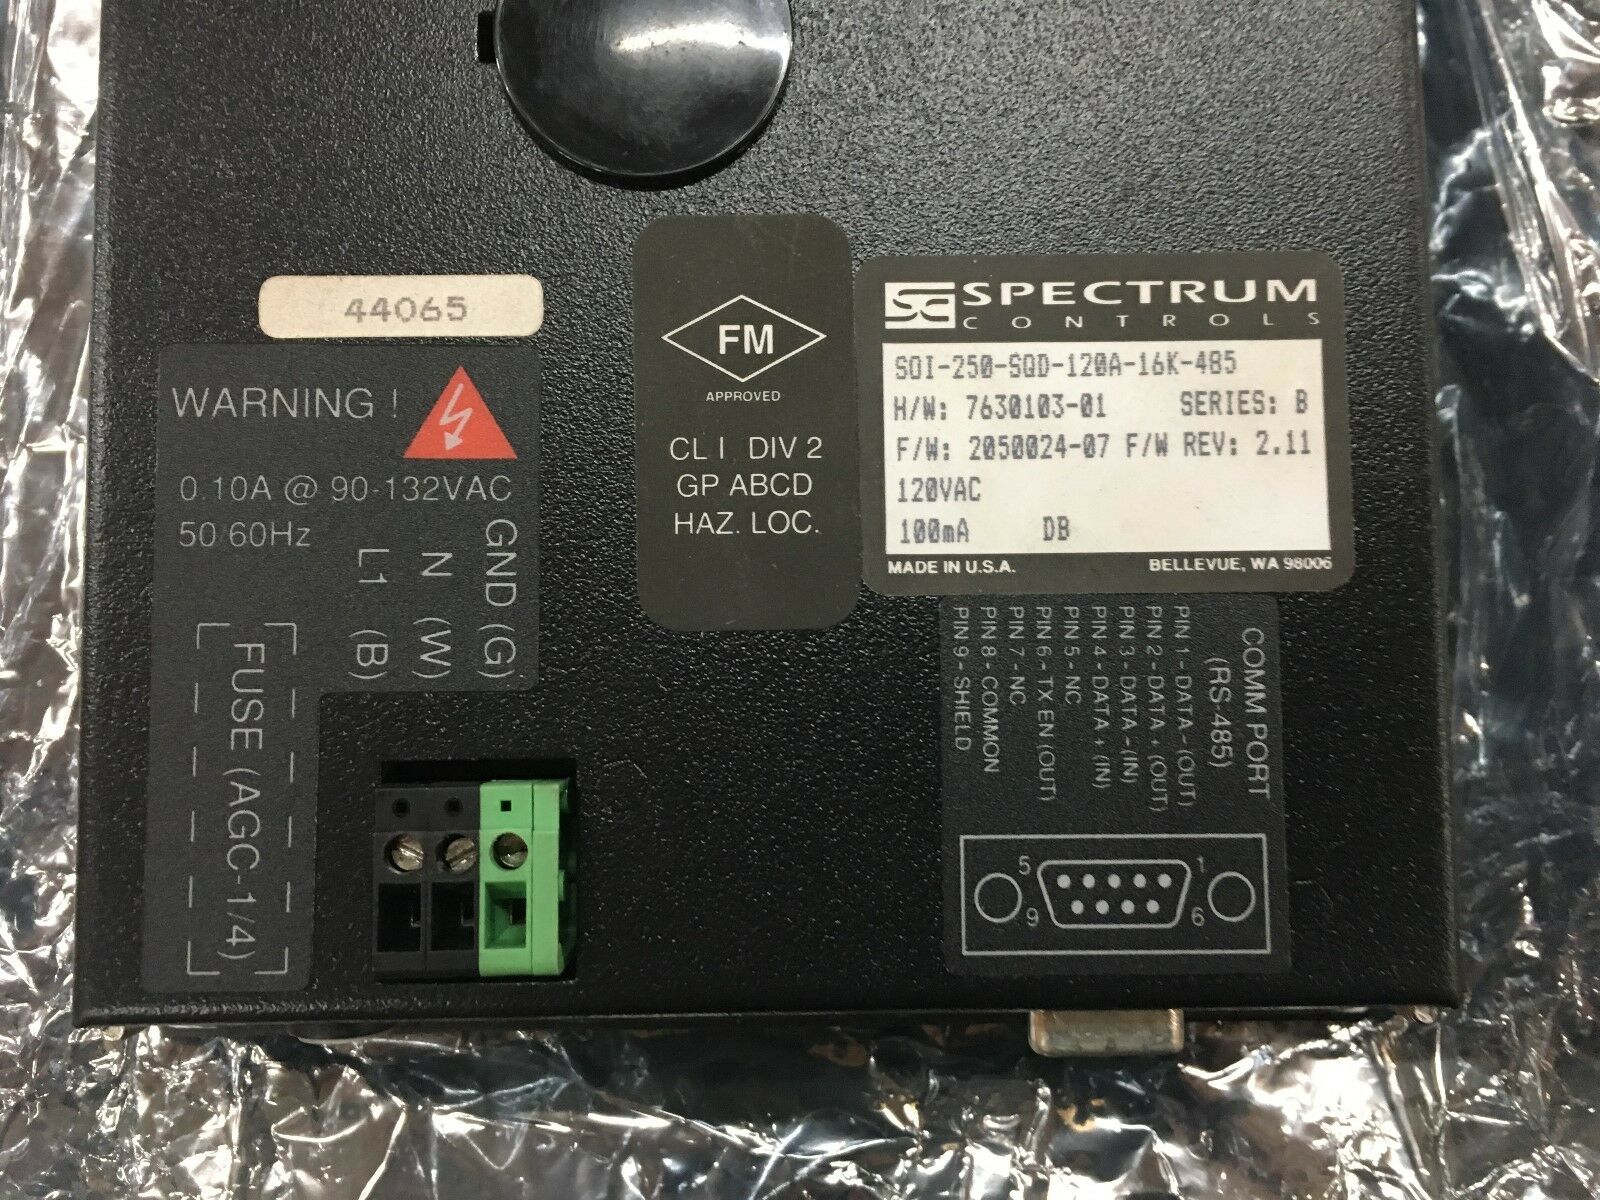 44065
WARNING !
0.10A @ 90-132VAC
50 60Hz
GND (G)
N (W)
L1 (B)
FUSE (AGC-1/4)
FM
APPROVED
CL I DIV 2
GP ABCD
HAZ. LOC.
SC SPECTRUM
CONTROLS
SOI-250-SQD-120A-16K-485
H/W: 7630103-01 SERIES: B
F/W: 2050024-07 F/W REV: 2.11
120VAC
100mA DB
MADE IN U.S.A. BELLEVUE, WA 98006
COMM PORT
(RS-485)
PIN 1 - DATA - (OUT)
PIN 2 - DATA + (OUT)
PIN 3 - DATA - (IN)
PIN 4 - DATA + (IN)
PIN 5 - NC
PIN 6 - TX EN (OUT)
PIN 7 - NC
PIN 8 - COMMON
PIN 9 - SHIELD
5 1
9 6